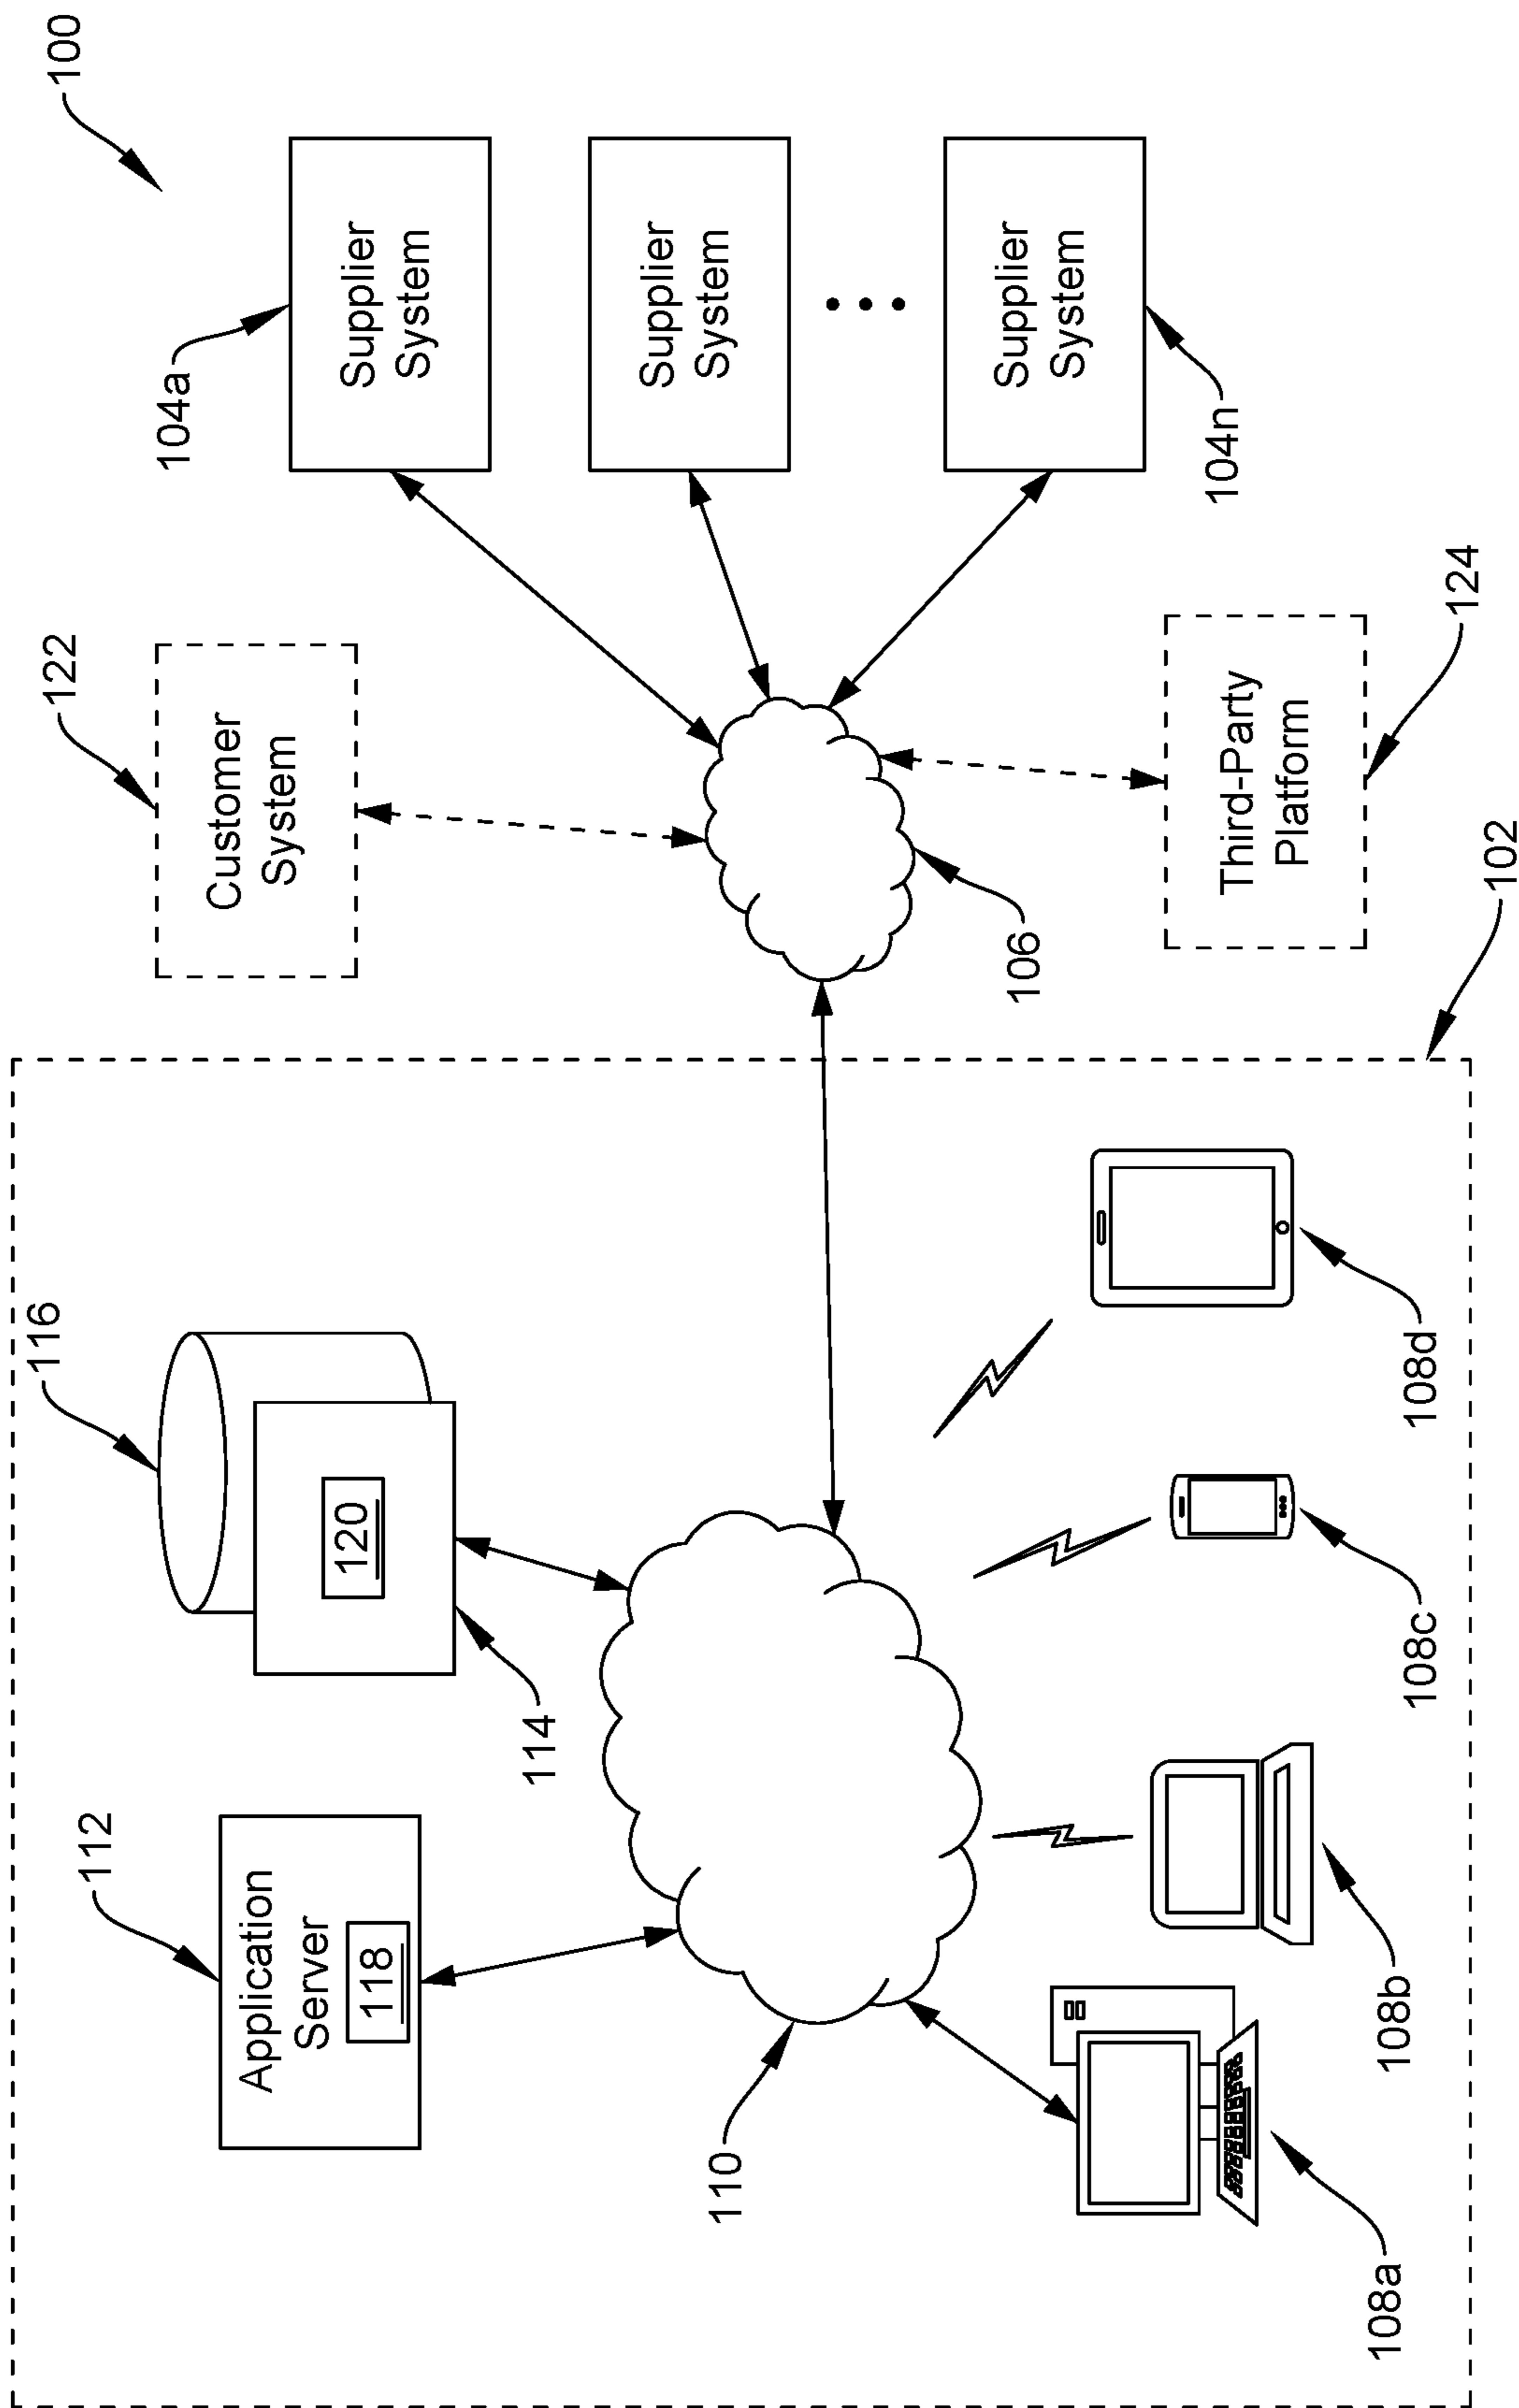 100
122
Customer
System
104a
Supplier
System
Supplier
System
Supplier
System
104n
106
Third-Party
Platform
124
102
112
Application
Server
118
116
120
114
110
108a
108b
108c
108d